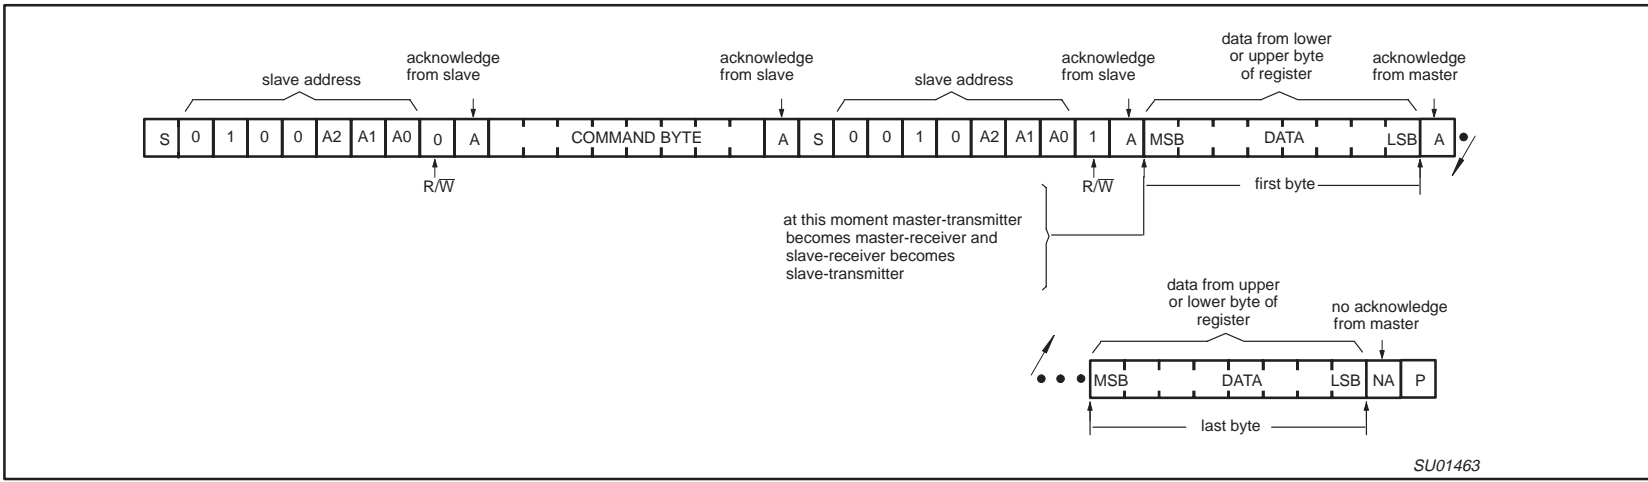 acknowledge
from slave
acknowledge
from slave
acknowledge
from slave
data from lower
or upper byte
of register
acknowledge
from master
slave address
slave address
S 0 1 0 0 A2 A1 A0 0 A COMMAND BYTE A S 0 0 1 0 A2 A1 A0 1 A MSB DATA LSB A
R/W̅
R/W̅
first byte
at this moment master-transmitter
becomes master-receiver and
slave-receiver becomes
slave-transmitter
data from upper
or lower byte of
register
no acknowledge
from master
MSB DATA LSB NA P
last byte
SU01463